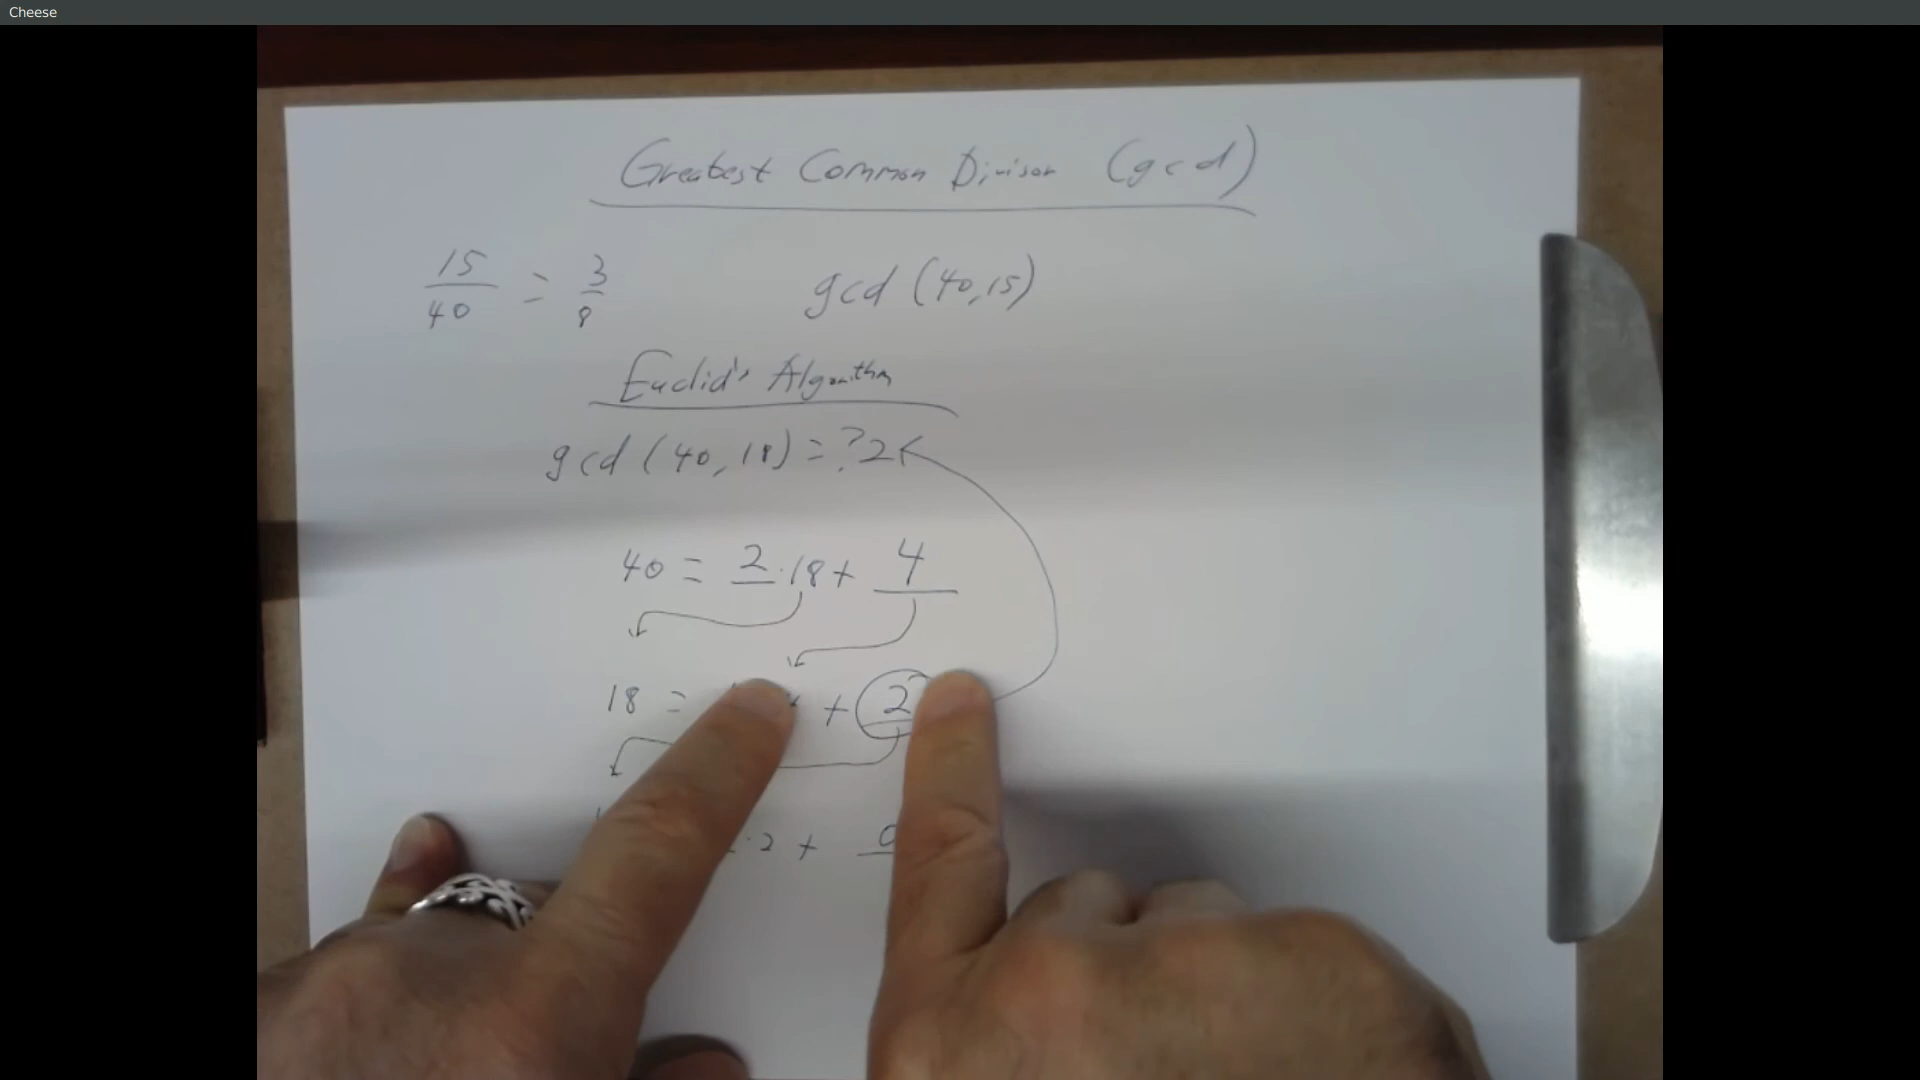 Cheese
Greatest Common Divisor (gcd)
15/40 = 3/8 gcd (40,15)
Euclid's Algorithm
gcd (40, 18) = ? 2
40 = 2 · 18 + 4
18 = + 2
· 2 + 0